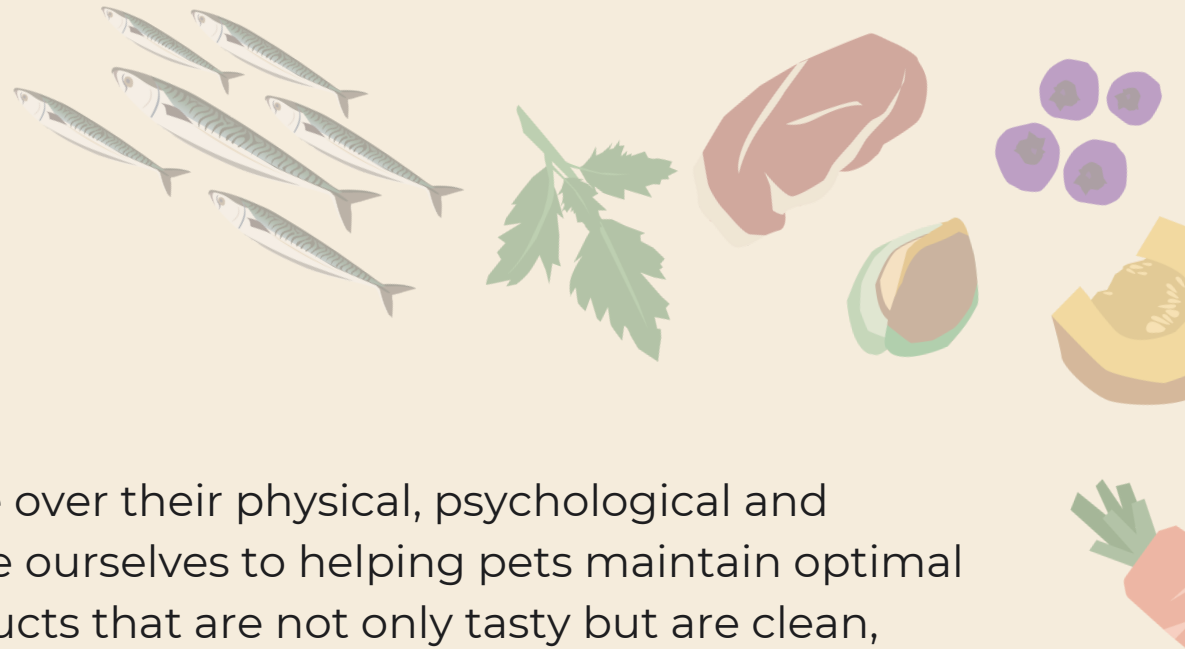 over their physical, psychological and
ourselves to helping pets maintain optimal
that are not only tasty but are clean,